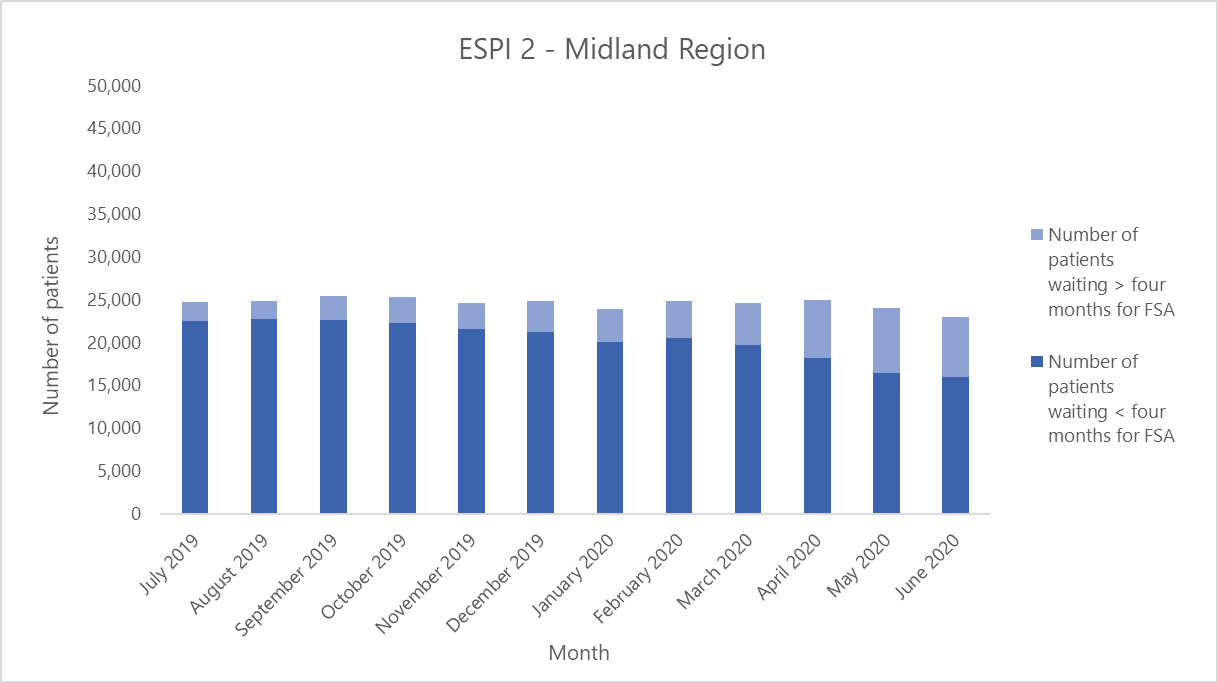 ESPI 2 - Midland Region
50,000
45,000
40,000
35,000
30,000
25,000
20,000
15,000
10,000
5,000
0
Number of patients
July 2019
August 2019
September 2019
October 2019
November 2019
December 2019
January 2020
February 2020
March 2020
April 2020
May 2020
June 2020
Month
Number of
patients
waiting > four
months for FSA
Number of
patients
waiting < four
months for FSA